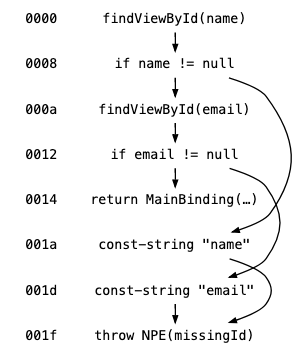 0000 findViewById(name)
0008 if name != null
000a findViewById(email)
0012 if email != null
0014 return MainBinding(…)
001a const-string "name"
001d const-string "email"
001f throw NPE(missingId)